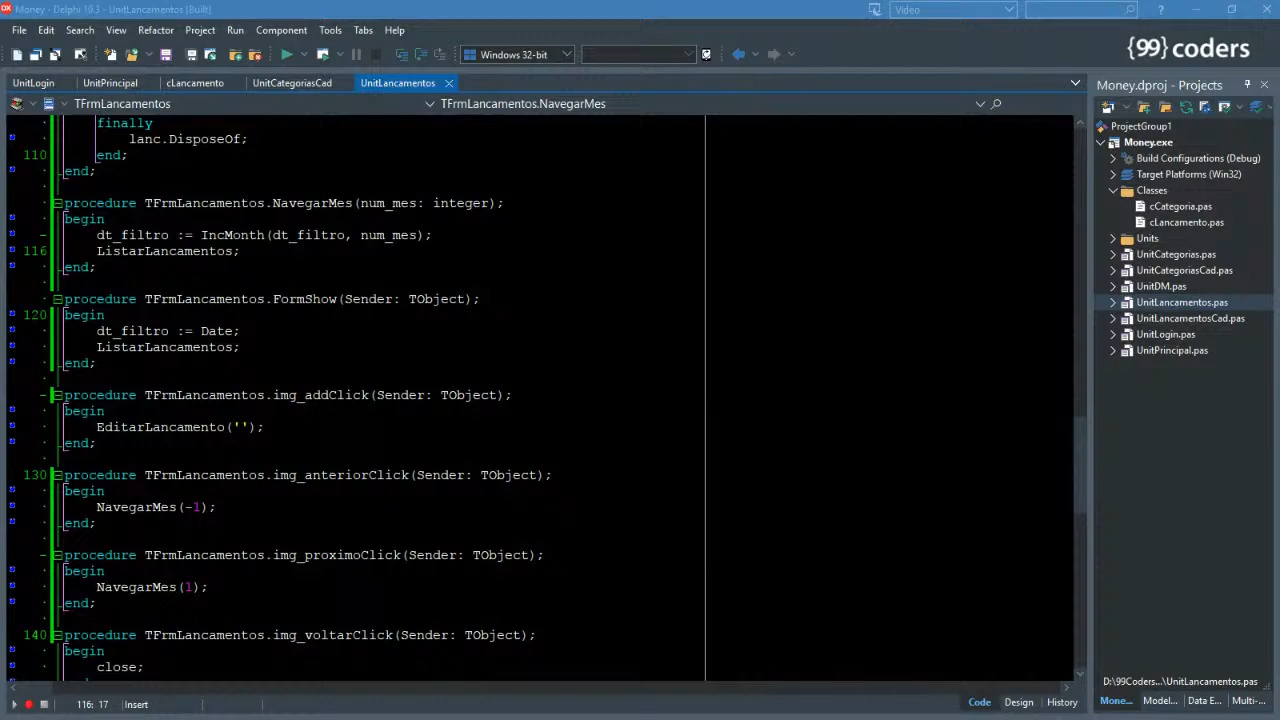 Money - Delphi 10.3 - UnitLancamentos [Built]
Video
File Edit Search View Refactor Project Run Component Tools Tabs Help
Windows 32-bit
{99} coders
UnitLogin UnitPrincipal cLancamento UnitCategoriasCad UnitLancamentos
TFrmLancamentos TFrmLancamentos.NavegarMes
finally
lanc.DisposeOf;
110 end;
end;
procedure TFrmLancamentos.NavegarMes(num_mes: integer);
begin
dt_filtro := IncMonth(dt_filtro, num_mes);
116 ListarLancamentos;
end;
procedure TFrmLancamentos.FormShow(Sender: TObject);
120 begin
dt_filtro := Date;
ListarLancamentos;
end;
procedure TFrmLancamentos.img_addClick(Sender: TObject);
begin
EditarLancamento('');
end;
130 procedure TFrmLancamentos.img_anteriorClick(Sender: TObject);
begin
NavegarMes(-1);
end;
procedure TFrmLancamentos.img_proximoClick(Sender: TObject);
begin
NavegarMes(1);
end;
140 procedure TFrmLancamentos.img_voltarClick(Sender: TObject);
begin
close;
116: 17 Insert
Code Design History
Money.dproj - Projects
ProjectGroup1
Money.exe
Build Configurations (Debug)
Target Platforms (Win32)
Classes
cCategoria.pas
cLancamento.pas
Units
UnitCategorias.pas
UnitCategoriasCad.pas
UnitDM.pas
UnitLancamentos.pas
UnitLancamentosCad.pas
UnitLogin.pas
UnitPrincipal.pas
D:\99Coders...\UnitLancamentos.pas
Mone... Model... Data E... Multi-...